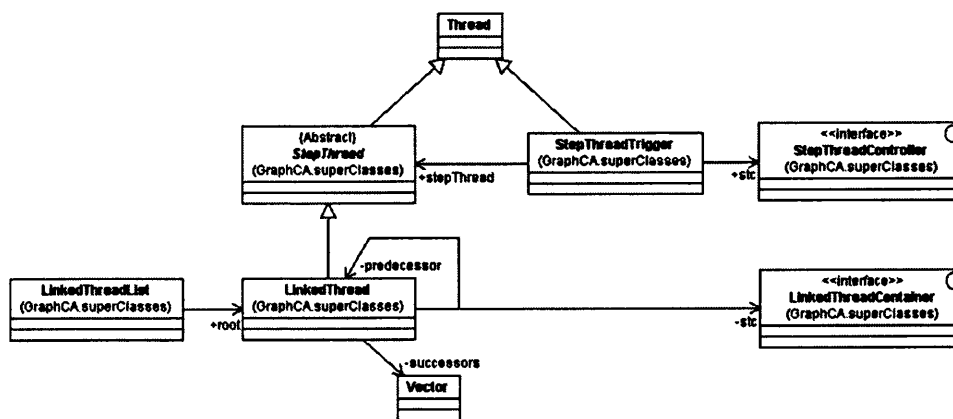 Thread
{Abstract}
StepThread
(GraphCA.superClasses)
StepThreadTrigger
(GraphCA.superClasses)
<<interface>>
StepThreadController
(GraphCA.superClasses)
+stepThread
+stc
-predecessor
LinkedThreadList
(GraphCA.superClasses)
+root
LinkedThread
(GraphCA.superClasses)
<<interface>>
LinkedThreadContainer
(GraphCA.superClasses)
-stc
-successors
Vector